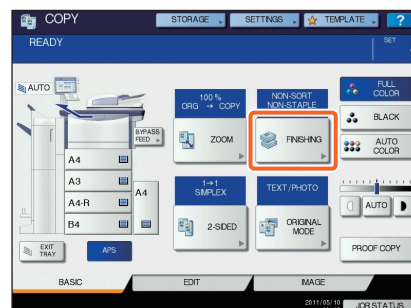 COPY
STORAGE
SETTINGS
TEMPLATE
?
READY
SET
AUTO
100 %
ORG → COPY
ZOOM
NON-SORT
NON-STAPLE
FINISHING
FULL
COLOR
BLACK
AUTO
COLOR
BYPASS
FEED
A4
A3
A4-R
B4
A4
1→1
SIMPLEX
2-SIDED
TEXT/PHOTO
ORIGINAL
MODE
AUTO
EXIT
TRAY
APS
PROOF COPY
BASIC
EDIT
IMAGE
2011/05/10
JOB STATUS